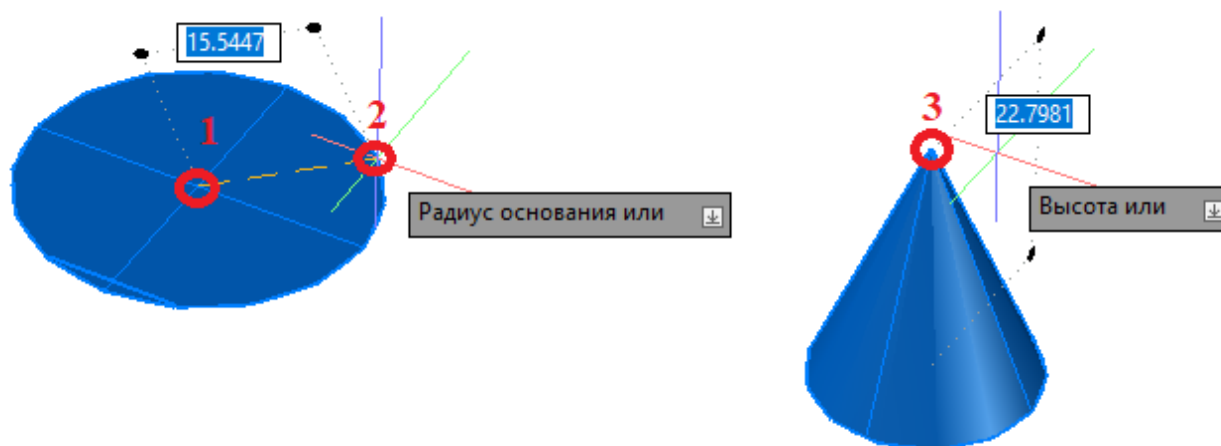 15.5447
1
2
Радиус основания или
3
22.7981
Высота или